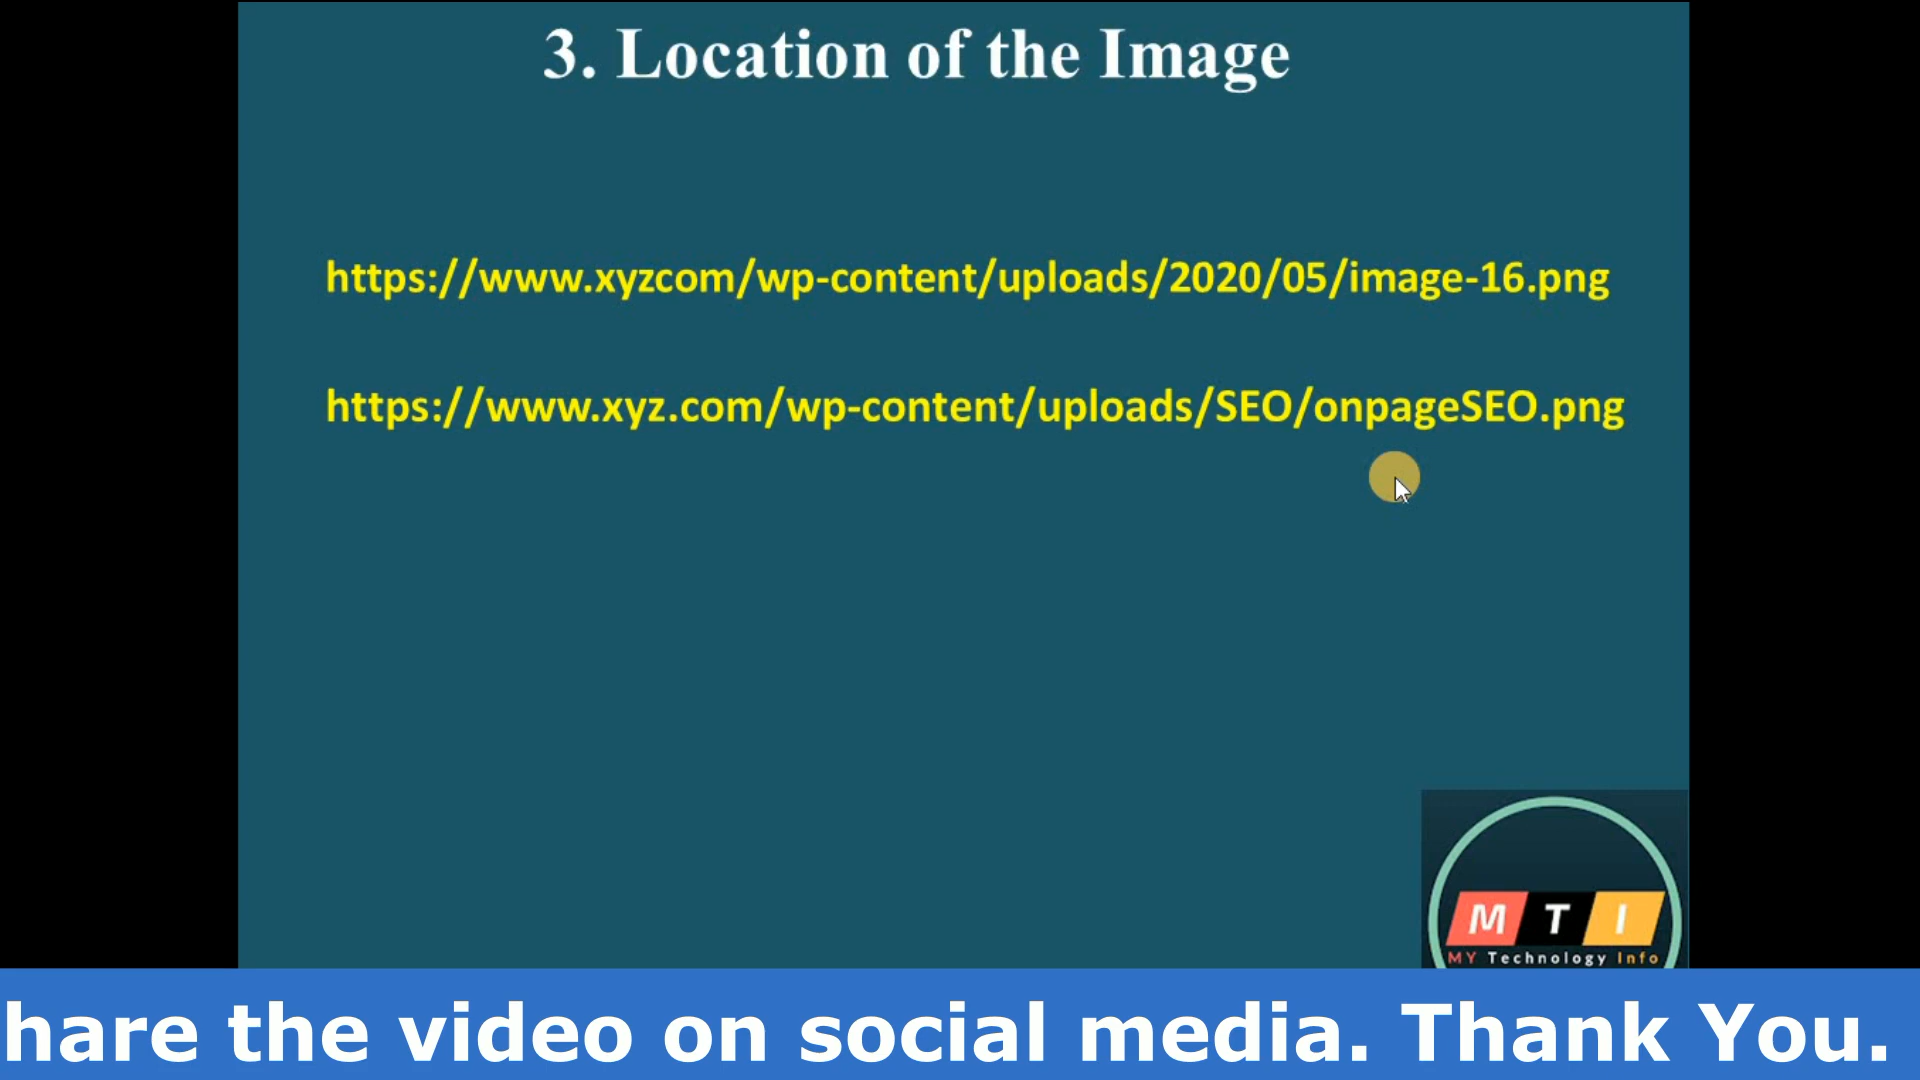 3. Location of the Image
https://www.xyzcom/wp-content/uploads/2020/05/image-16.png
https://www.xyz.com/wp-content/uploads/SEO/onpageSEO.png
M T I
MY Technology Info
hare the video on social media. Thank You.